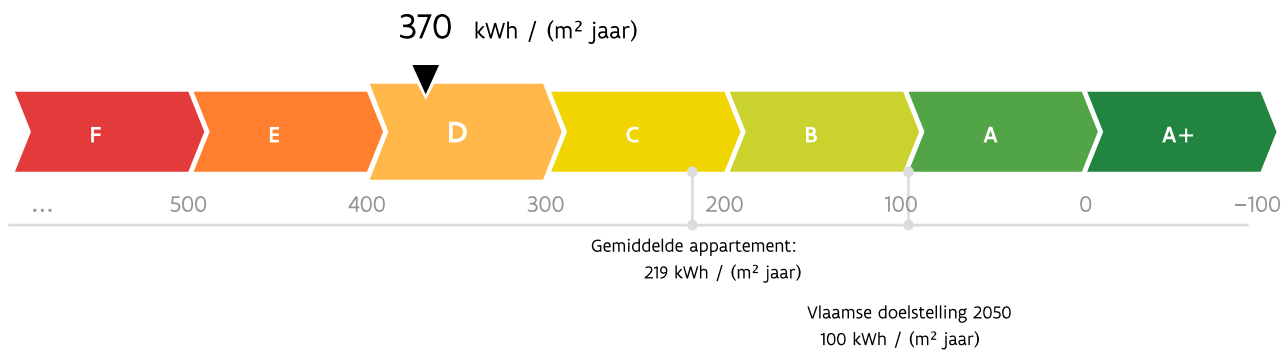 370 kWh / (m² jaar)
F E D C B A A+
... 500 400 300 200 100 0 –100
Gemiddelde appartement:
219 kWh / (m² jaar)
Vlaamse doelstelling 2050
100 kWh / (m² jaar)